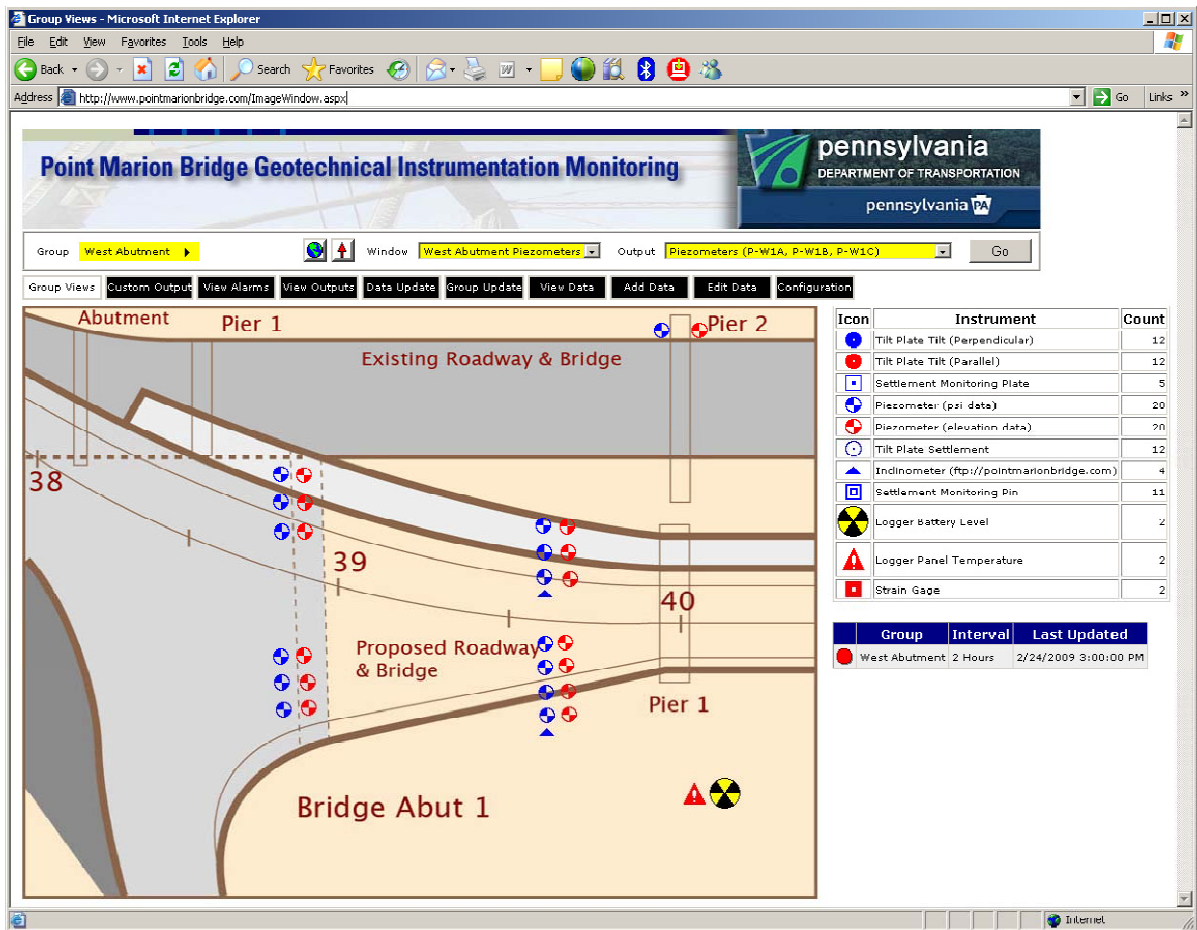 Group Views - Microsoft Internet Explorer
File Edit View Favorites Tools Help
Back Search Favorites
Address http://www.pointmarionbridge.com/ImageWindow.aspx Go Links »
Point Marion Bridge Geotechnical Instrumentation Monitoring
pennsylvania
DEPARTMENT OF TRANSPORTATION
pennsylvania PA
Group West Abutment Window West Abutment Piezometers Output Piezometers (P-W1A, P-W1B, P-W1C) Go
Group Views Custom Output View Alarms View Outputs Data Update Group Update View Data Add Data Edit Data Configuration
Abutment Pier 1 Pier 2
Existing Roadway & Bridge
38
39
40
Proposed Roadway
& Bridge
Pier 1
Bridge Abut 1
Icon Instrument Count
Tilt Plate Tilt (Perpendicular) 12
Tilt Plate Tilt (Parallel) 12
Settlement Monitoring Plate 5
Piezometer (psi data) 20
Piezometer (elevation data) 20
Tilt Plate Settlement 12
Inclinometer (ftp://pointmarionbridge.com) 4
Settlement Monitoring Pin 11
Logger Battery Level 2
Logger Panel Temperature 2
Strain Gage 2
Group Interval Last Updated
West Abutment 2 Hours 2/24/2009 3:00:00 PM
Internet